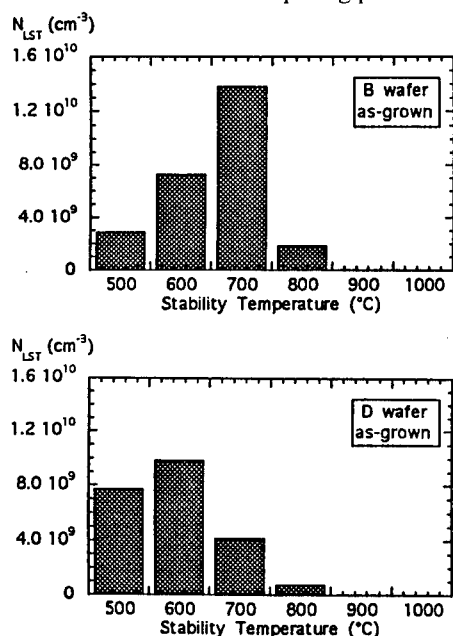 N_LST (cm⁻³)
1.6 10¹⁰
1.2 10¹⁰
8.0 10⁹
4.0 10⁹
0
B wafer
as-grown
500 600 700 800 900 1000
Stability Temperature (°C)
N_LST (cm⁻³)
1.6 10¹⁰
1.2 10¹⁰
8.0 10⁹
4.0 10⁹
0
D wafer
as-grown
500 600 700 800 900 1000
Stability Temperature (°C)